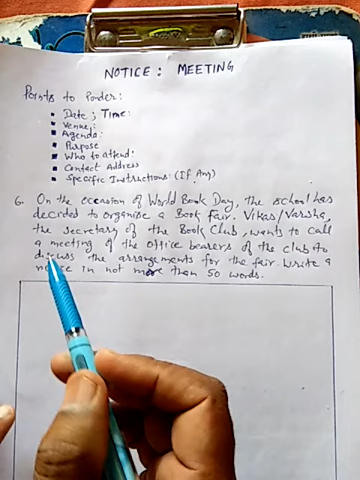 NOTICE: MEETING
Points to Ponder:
▪ Date; Time:
▪ Venue:
▪ Agenda:
▪ Purpose
▪ Who to attend:
▪ Contact Address
▪ Specific Instructions: (If Any)
6. On the occasion of World Book Day, the school has
decided to organise a Book fair. Vikas/Varsha,
the secretary of the Book Club, wants to call
a meeting of the office bearers of the club to
discuss the arrangements for the fair. Write a
notice in not more than 50 words.